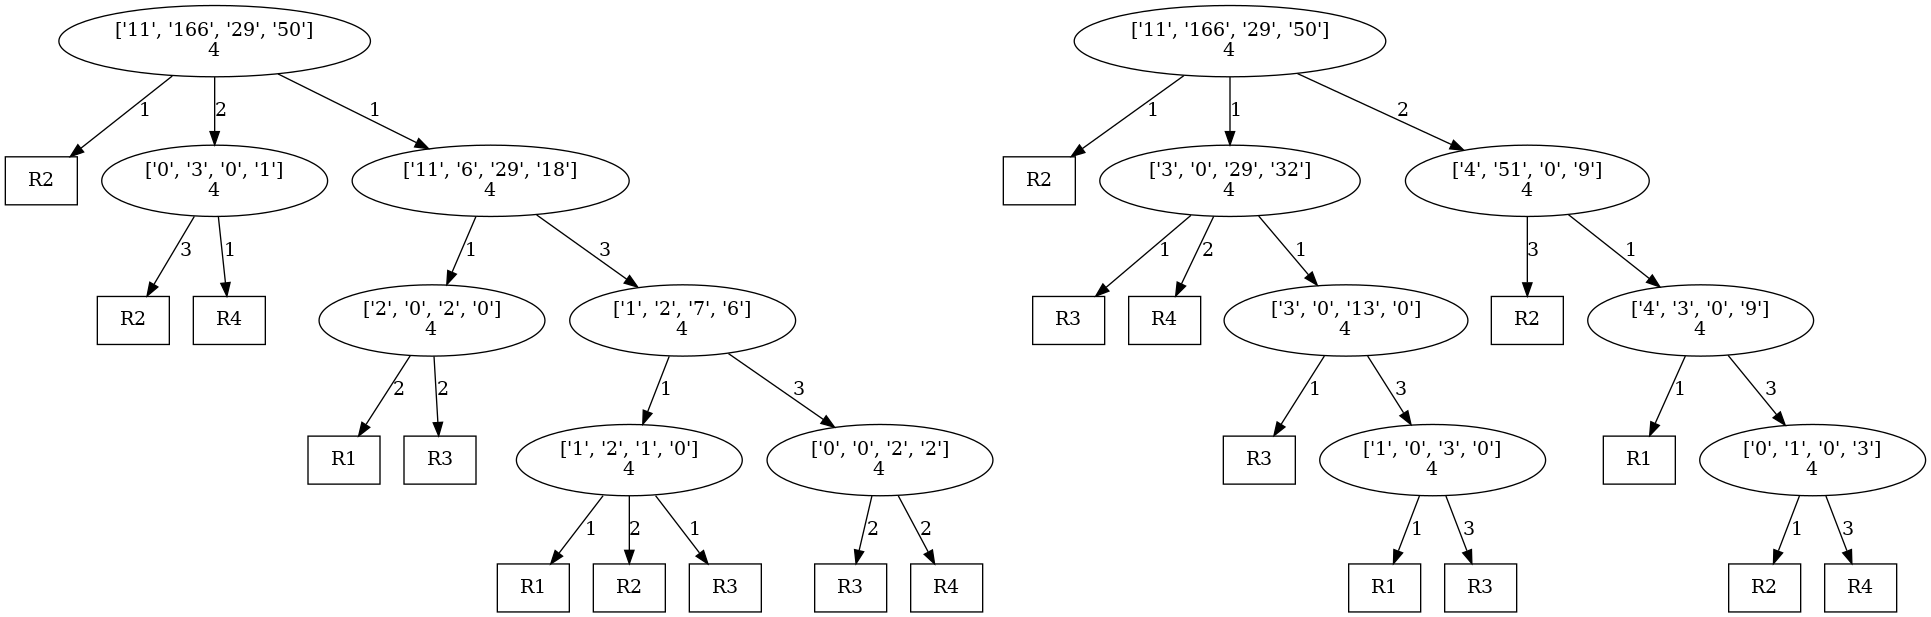 ['11', '166', '29', '50']
4
['11', '166', '29', '50']
4
1
2
1
1
1
2
R2
['0', '3', '0', '1']
4
['11', '6', '29', '18']
4
R2
['3', '0', '29', '32']
4
['4', '51', '0', '9']
4
3
1
1
3
1
2
1
3
1
R2
R4
['2', '0', '2', '0']
4
['1', '2', '7', '6']
4
R3
R4
['3', '0', '13', '0']
4
R2
['4', '3', '0', '9']
4
2
2
1
3
1
3
1
3
R1
R3
['1', '2', '1', '0']
4
['0', '0', '2', '2']
4
R3
['1', '0', '3', '0']
4
R1
['0', '1', '0', '3']
4
1
2
1
2
2
1
3
1
3
R1
R2
R3
R3
R4
R1
R3
R2
R4